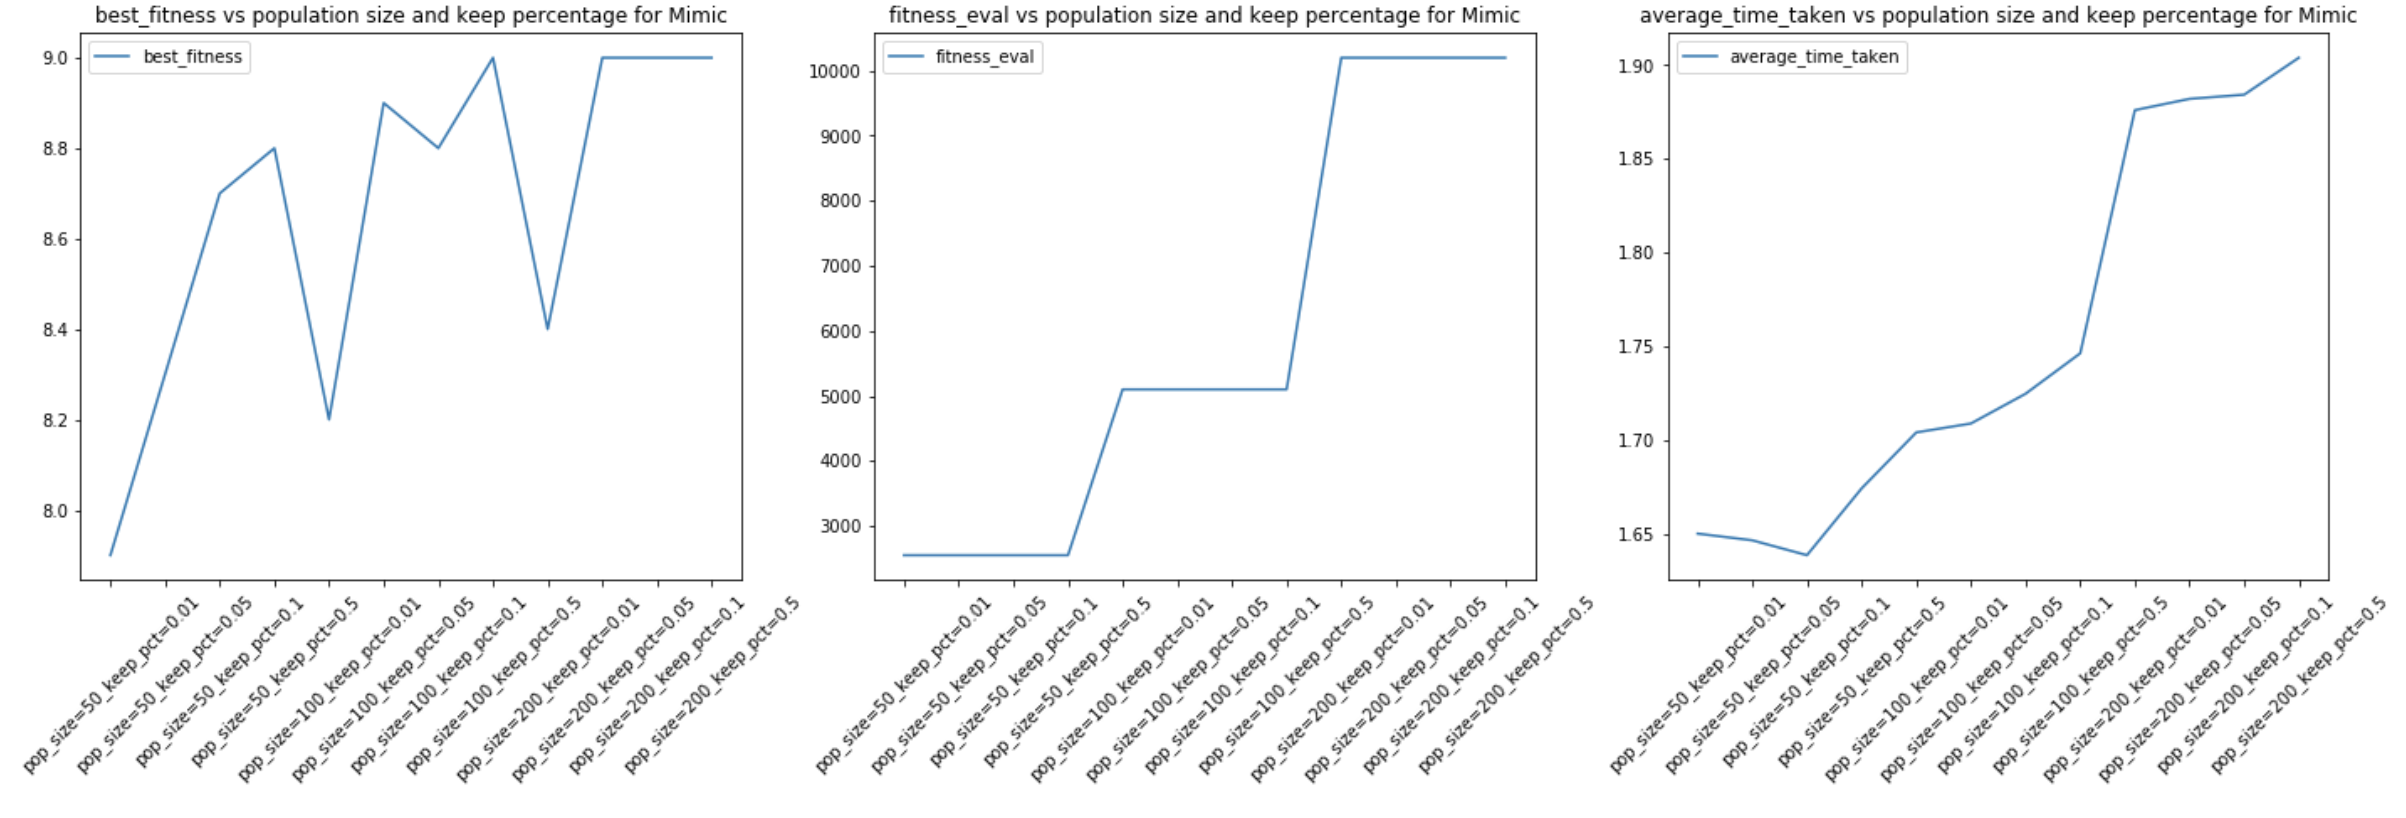 best_fitness vs population size and keep percentage for Mimic
best_fitness
9.0
8.8
8.6
8.4
8.2
8.0
pop_size=50_keep_pct=0.01
pop_size=50_keep_pct=0.05
pop_size=50_keep_pct=0.1
pop_size=50_keep_pct=0.5
pop_size=100_keep_pct=0.01
pop_size=100_keep_pct=0.05
pop_size=100_keep_pct=0.1
pop_size=100_keep_pct=0.5
pop_size=200_keep_pct=0.01
pop_size=200_keep_pct=0.05
pop_size=200_keep_pct=0.1
pop_size=200_keep_pct=0.5
fitness_eval vs population size and keep percentage for Mimic
fitness_eval
10000
9000
8000
7000
6000
5000
4000
3000
pop_size=50_keep_pct=0.01
pop_size=50_keep_pct=0.05
pop_size=50_keep_pct=0.1
pop_size=50_keep_pct=0.5
pop_size=100_keep_pct=0.01
pop_size=100_keep_pct=0.05
pop_size=100_keep_pct=0.1
pop_size=100_keep_pct=0.5
pop_size=200_keep_pct=0.01
pop_size=200_keep_pct=0.05
pop_size=200_keep_pct=0.1
pop_size=200_keep_pct=0.5
average_time_taken vs population size and keep percentage for Mimic
average_time_taken
1.90
1.85
1.80
1.75
1.70
1.65
pop_size=50_keep_pct=0.01
pop_size=50_keep_pct=0.05
pop_size=50_keep_pct=0.1
pop_size=50_keep_pct=0.5
pop_size=100_keep_pct=0.01
pop_size=100_keep_pct=0.05
pop_size=100_keep_pct=0.1
pop_size=100_keep_pct=0.5
pop_size=200_keep_pct=0.01
pop_size=200_keep_pct=0.05
pop_size=200_keep_pct=0.1
pop_size=200_keep_pct=0.5